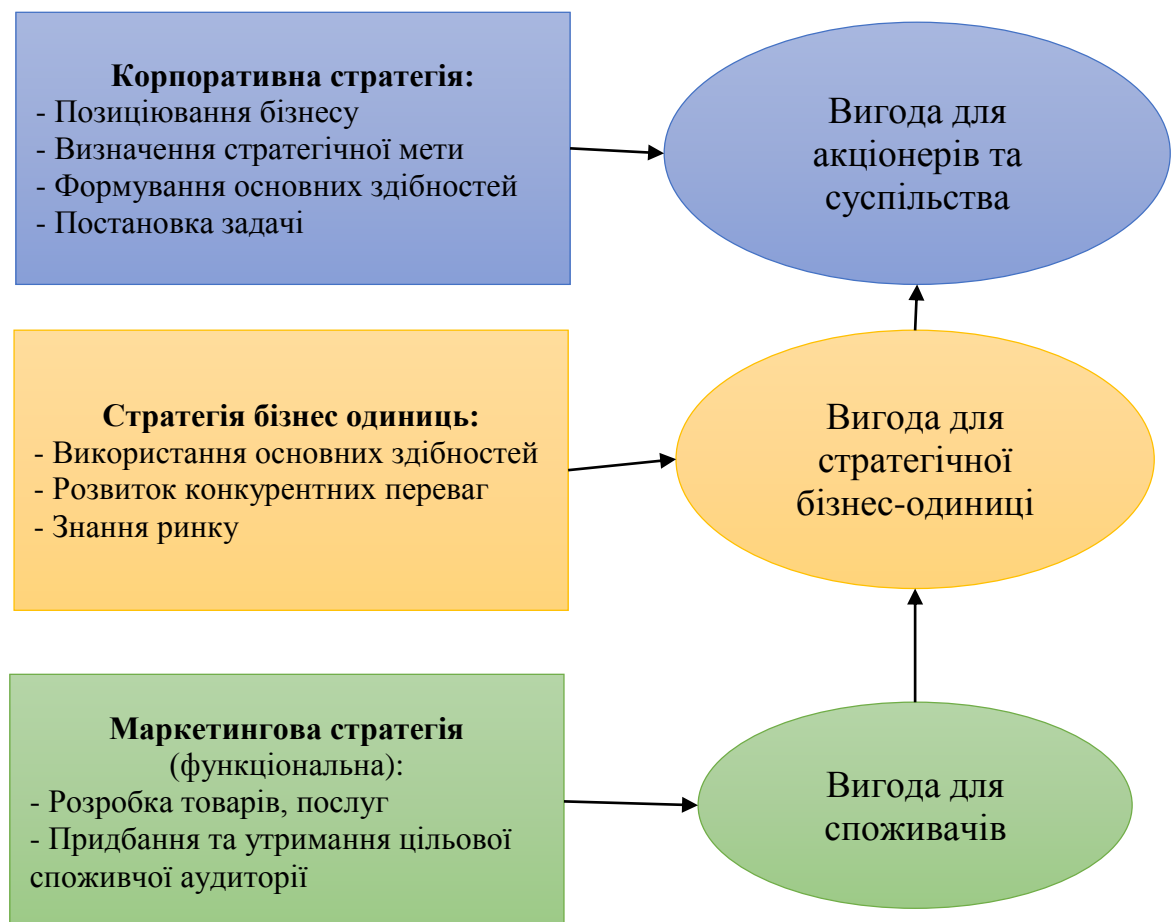 Корпоративна стратегія:
- Позиціювання бізнесу
- Визначення стратегічної мети
- Формування основних здібностей
- Постановка задачі
Вигода для
акціонерів та
суспільства
Стратегія бізнес одиниць:
- Використання основних здібностей
- Розвиток конкурентних переваг
- Знання ринку
Вигода для
стратегічної
бізнес-одиниці
Маркетингова стратегія
(функціональна):
- Розробка товарів, послуг
- Придбання та утримання цільової
споживчої аудиторії
Вигода для
споживачів